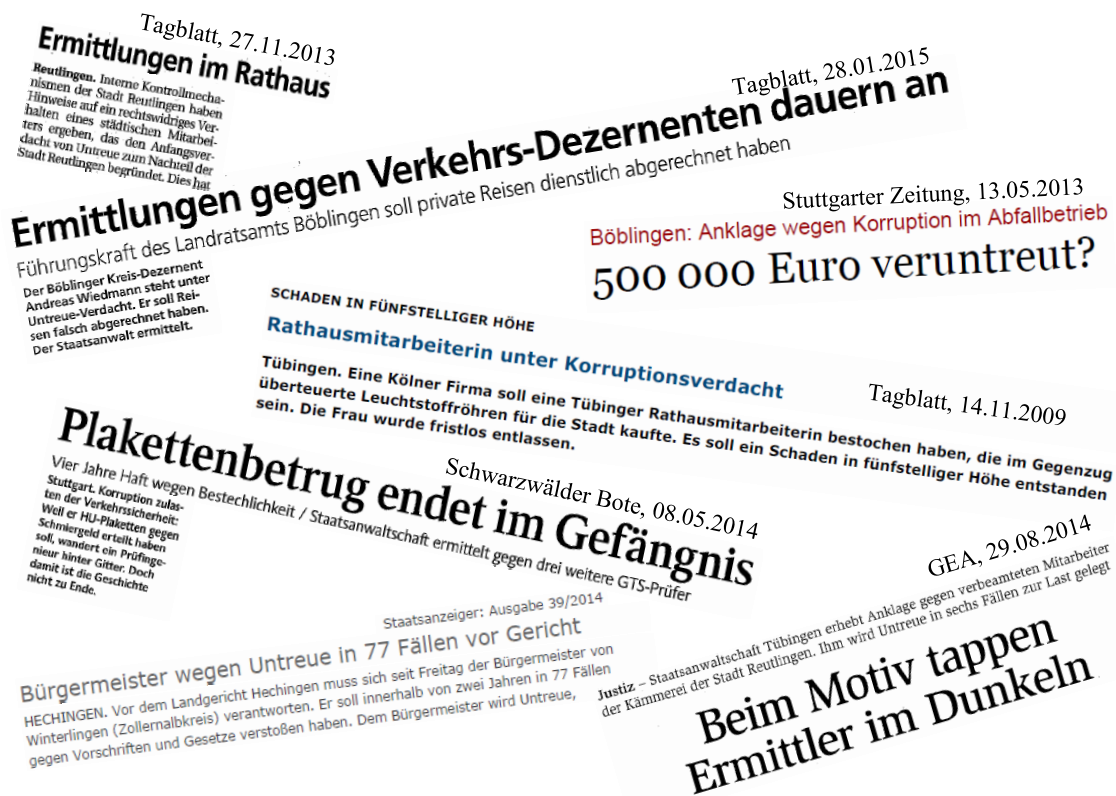 Tagblatt, 27.11.2013
Ermittlungen im Rathaus
Reutlingen. Interne Kontrollmecha-
nismen der Stadt Reutlingen haben
Hinweise auf ein rechtswidriges Ver-
halten eines städtischen Mitarbei-
ters ergeben, das den Anfangsver-
dacht von Untreue zum Nachteil der
Stadt Reutlingen begründet. Dies hat
Tagblatt, 28.01.2015
Ermittlungen gegen Verkehrs-Dezernenten dauern an
Führungskraft des Landratsamts Böblingen soll private Reisen dienstlich abgerechnet haben
Der Böblinger Kreis-Dezernent
Andreas Wiedmann steht unter
Untreue-Verdacht. Er soll Rei-
sen falsch abgerechnet haben.
Der Staatsanwalt ermittelt.
Stuttgarter Zeitung, 13.05.2013
Böblingen: Anklage wegen Korruption im Abfallbetrieb
500 000 Euro veruntreut?
SCHADEN IN FÜNFSTELLIGER HÖHE
Rathausmitarbeiterin unter Korruptionsverdacht
Tagblatt, 14.11.2009
Tübingen. Eine Kölner Firma soll eine Tübinger Rathausmitarbeiterin bestochen haben, die im Gegenzug
überteuerte Leuchtstoffröhren für die Stadt kaufte. Es soll ein Schaden in fünfstelliger Höhe entstanden
sein. Die Frau wurde fristlos entlassen.
Schwarzwälder Bote, 08.05.2014
Plakettenbetrug endet im Gefängnis
Vier Jahre Haft wegen Bestechlichkeit / Staatsanwaltschaft ermittelt gegen drei weitere GTS-Prüfer
Stuttgart. Korruption zulas-
ten der Verkehrssicherheit:
Weil er HU-Plaketten gegen
Schmiergeld erteilt haben
soll, wandert ein Prüfinge-
nieur hinter Gitter. Doch
damit ist die Geschichte
nicht zu Ende.
GEA, 29.08.2014
Justiz – Staatsanwaltschaft Tübingen erhebt Anklage gegen verbeamteten Mitarbeiter
der Kämmerei der Stadt Reutlingen. Ihm wird Untreue in sechs Fällen zur Last gelegt
Beim Motiv tappen
Ermittler im Dunkeln
Staatsanzeiger: Ausgabe 39/2014
Bürgermeister wegen Untreue in 77 Fällen vor Gericht
HECHINGEN. Vor dem Landgericht Hechingen muss sich seit Freitag der Bürgermeister von
Winterlingen (Zollernalbkreis) verantworten. Er soll innerhalb von zwei Jahren in 77 Fällen
gegen Vorschriften und Gesetze verstoßen haben. Dem Bürgermeister wird Untreue,